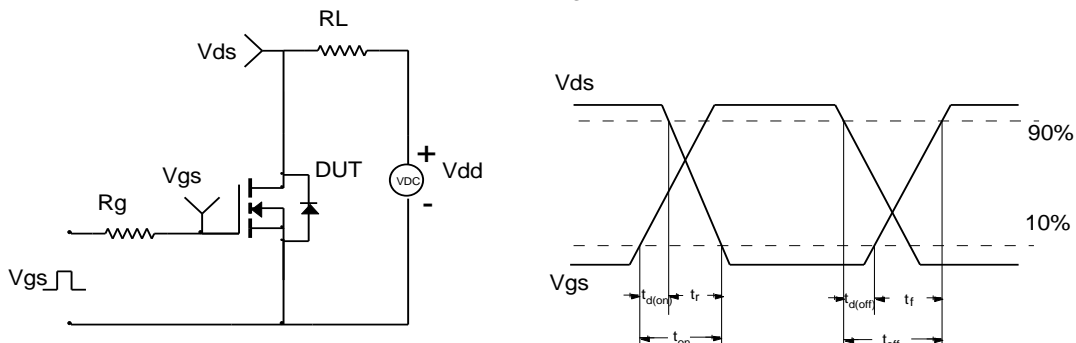 RL
Vds
Vds
90%
+
DUT
VDC
Vdd
Vgs
-
Rg
10%
Vgs
Vgs
td(on)
tr
td(off)
tf
ton